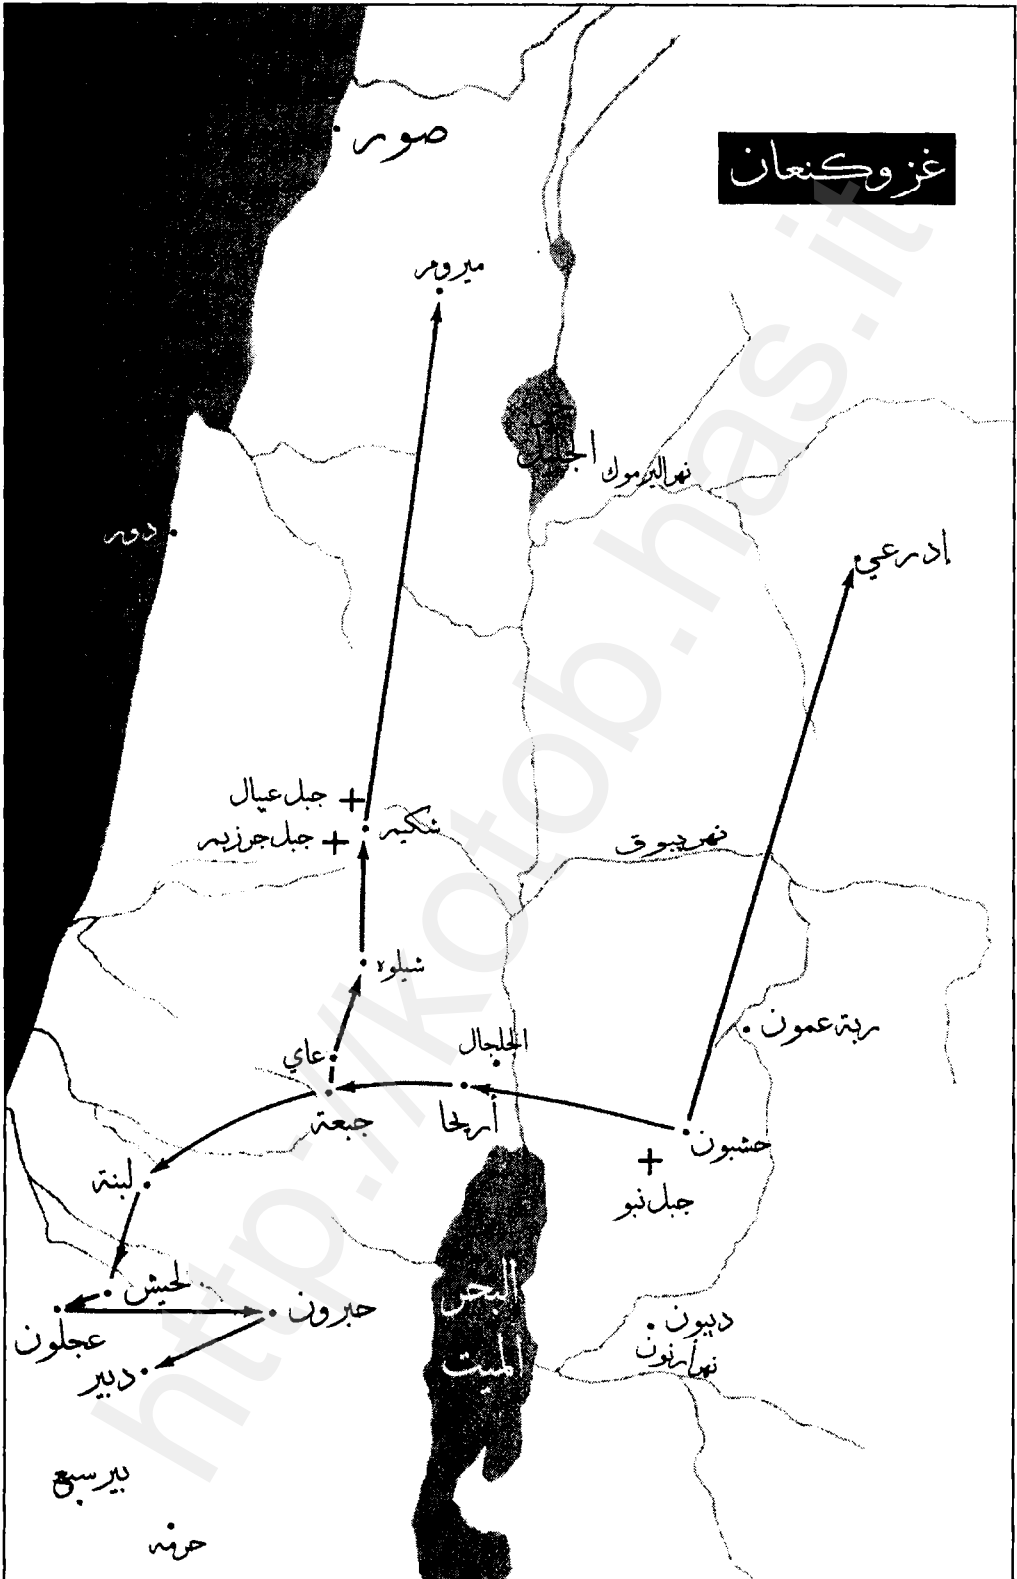 صور
غزو كنعان
ميروم
الجليل
نهر اليرموك
دور
إدرعي
جبل عيبال
شكيم
جبل جرزيم
نهر يبوق
شيلوه
ربة عمون
الجلجال
عاي
أريحا
جبعة
حشبون
جبل نبو
لبنة
لخيش
حبرون
عجلون
دبير
البحر
الميت
ديبون
نهر أرنون
بير سبع
حرمه
http://kotob.has.it